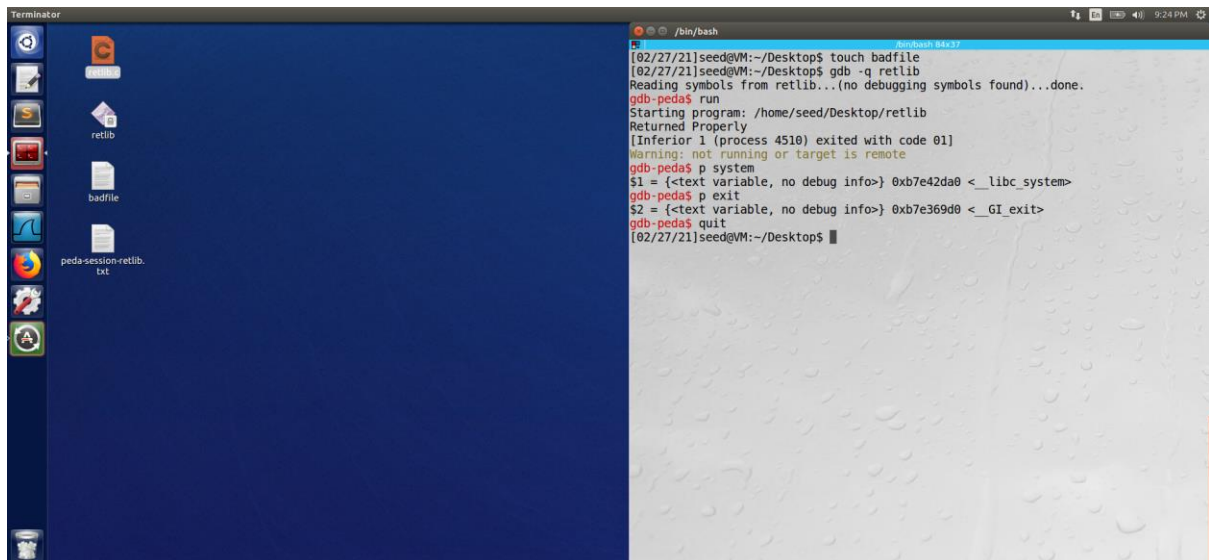 Terminator
En
9:24 PM
/bin/bash
/bin/bash 84x37
retlib.c
retlib
badfile
peda-session-retlib.
txt
[02/27/21]seed@VM:~/Desktop$ touch badfile
[02/27/21]seed@VM:~/Desktop$ gdb -q retlib
Reading symbols from retlib...(no debugging symbols found)...done.
gdb-peda$ run
Starting program: /home/seed/Desktop/retlib
Returned Properly
[Inferior 1 (process 4510) exited with code 01]
Warning: not running or target is remote
gdb-peda$ p system
$1 = {<text variable, no debug info>} 0xb7e42da0 <__libc_system>
gdb-peda$ p exit
$2 = {<text variable, no debug info>} 0xb7e369d0 <__GI_exit>
gdb-peda$ quit
[02/27/21]seed@VM:~/Desktop$